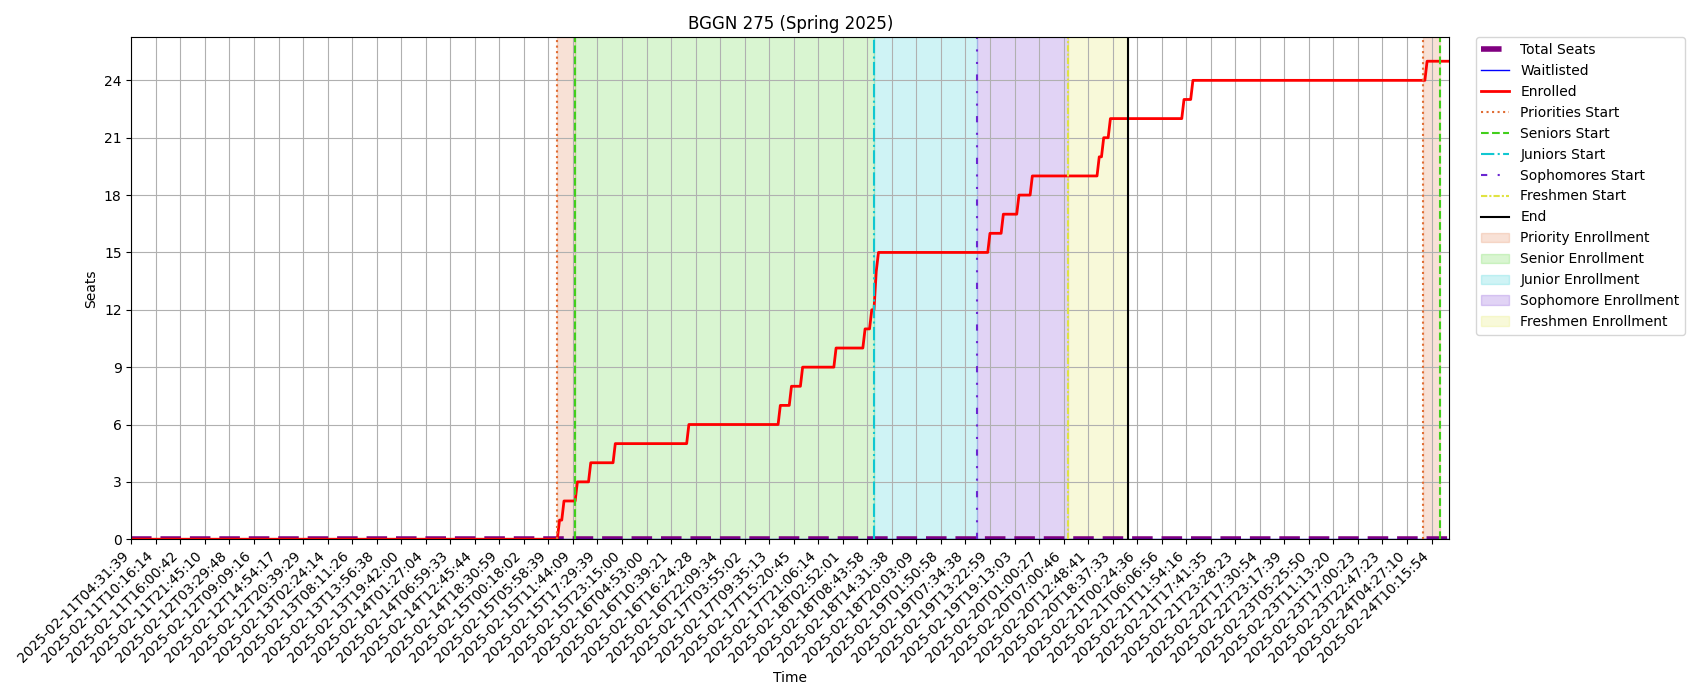 BGGN 275 (Spring 2025)
Seats
24
21
18
15
12
9
6
3
0
2025-02-11T04:31:39
2025-02-11T10:16:14
2025-02-11T16:00:42
2025-02-11T21:45:10
2025-02-12T03:29:48
2025-02-12T09:09:16
2025-02-12T14:54:17
2025-02-12T20:39:29
2025-02-13T02:24:14
2025-02-13T08:11:26
2025-02-13T13:56:38
2025-02-13T19:42:00
2025-02-14T01:27:04
2025-02-14T06:59:33
2025-02-14T12:45:44
2025-02-14T18:30:59
2025-02-15T00:18:02
2025-02-15T05:58:39
2025-02-15T11:44:09
2025-02-15T17:29:39
2025-02-15T23:15:00
2025-02-16T04:53:00
2025-02-16T10:39:21
2025-02-16T16:24:28
2025-02-16T22:09:34
2025-02-17T03:55:02
2025-02-17T09:35:13
2025-02-17T15:20:45
2025-02-17T21:06:14
2025-02-18T02:52:01
2025-02-18T08:43:58
2025-02-18T14:31:38
2025-02-18T20:03:09
2025-02-19T01:50:58
2025-02-19T07:34:38
2025-02-19T13:22:59
2025-02-19T19:13:03
2025-02-20T01:00:27
2025-02-20T07:00:46
2025-02-20T12:48:41
2025-02-20T18:37:33
2025-02-21T00:24:36
2025-02-21T06:06:56
2025-02-21T11:54:16
2025-02-21T17:41:35
2025-02-21T23:28:23
2025-02-22T17:30:54
2025-02-22T23:17:39
2025-02-23T05:25:50
2025-02-23T11:13:20
2025-02-23T17:00:23
2025-02-23T22:47:23
2025-02-24T04:27:10
2025-02-24T10:15:54
Time
Total Seats
Waitlisted
Enrolled
Priorities Start
Seniors Start
Juniors Start
Sophomores Start
Freshmen Start
End
Priority Enrollment
Senior Enrollment
Junior Enrollment
Sophomore Enrollment
Freshmen Enrollment